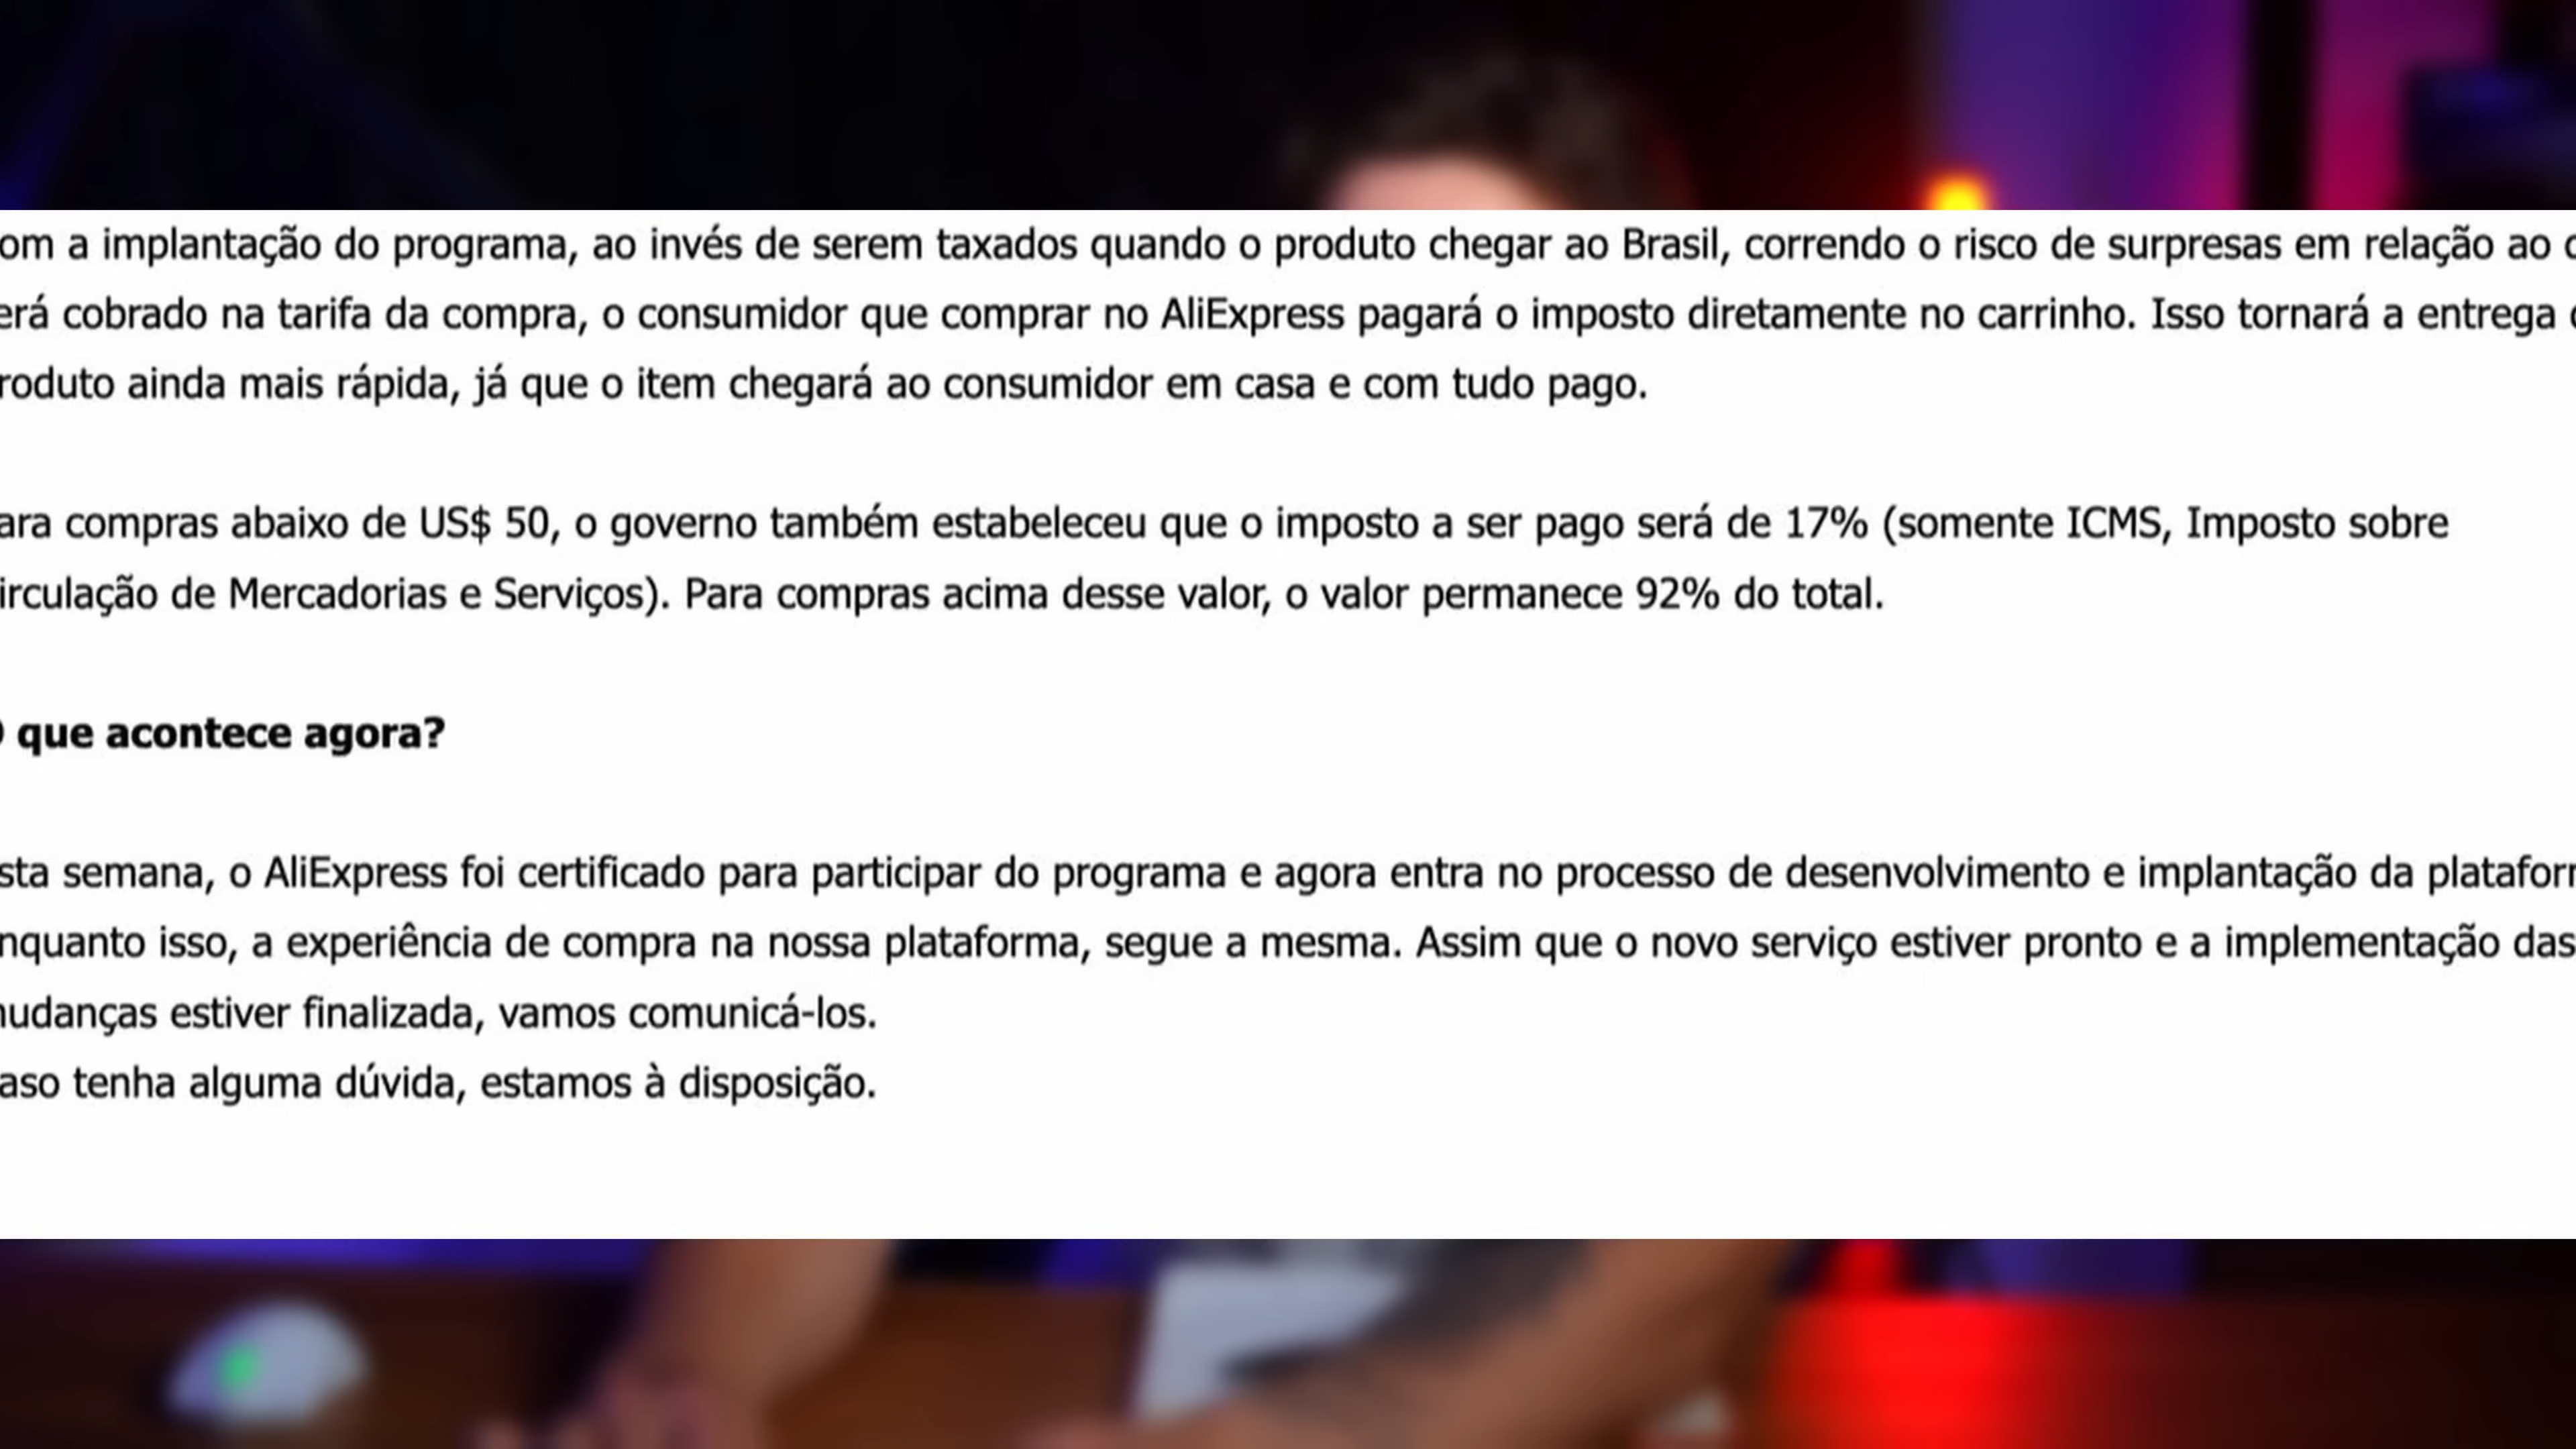 om a implantação do programa, ao invés de serem taxados quando o produto chegar ao Brasil, correndo o risco de surpresas em relação ao
erá cobrado na tarifa da compra, o consumidor que comprar no AliExpress pagará o imposto diretamente no carrinho. Isso tornará a entrega
roduto ainda mais rápida, já que o item chegará ao consumidor em casa e com tudo pago.
ara compras abaixo de US$ 50, o governo também estabeleceu que o imposto a ser pago será de 17% (somente ICMS, Imposto sobre
irculação de Mercadorias e Serviços). Para compras acima desse valor, o valor permanece 92% do total.
que acontece agora?
sta semana, o AliExpress foi certificado para participar do programa e agora entra no processo de desenvolvimento e implantação da platafor
nquanto isso, a experiência de compra na nossa plataforma, segue a mesma. Assim que o novo serviço estiver pronto e a implementação das
udanças estiver finalizada, vamos comunicá-los.
aso tenha alguma dúvida, estamos à disposição.